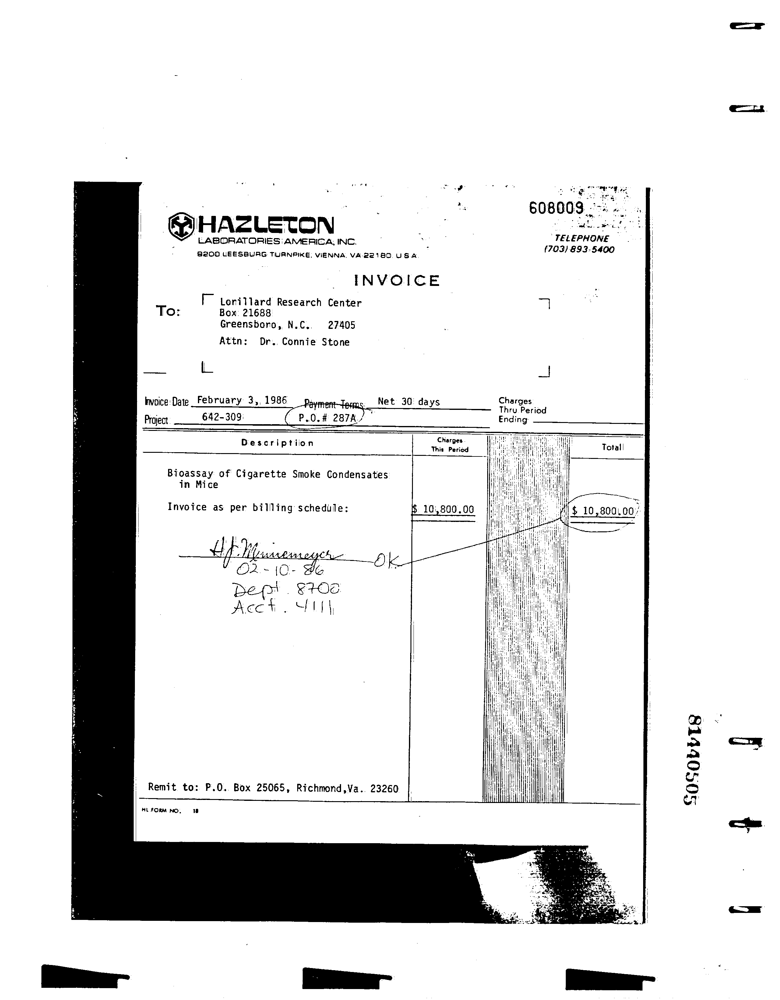 608009
HAZLETON
LABORATORIES AMERICA, INC.
9200 LEESBURG TURNPIKE, VIENNA, VA 22180, U.S.A.
TELEPHONE
(703) 893-5400
INVOICE
To:
Lorillard Research Center
Box 21688
Greensboro, N.C. 27405
Attn: Dr. Connie Stone
Invoice Date February 3, 1986 Payment Terms: Net 30 days
Project 642-309 P.O.# 287A
Charges
Thru Period
Ending
Description
Charges
This Period
Total
Bioassay of Cigarette Smoke Condensates
in Mice
Invoice as per billing schedule: $ 10,800.00 $ 10,800.00
H.J. Minnemeyer OK
02-10-86
Dept. 8700
Acct. 4111
Remit to: P.O. Box 25065, Richmond,Va. 23260
HL FORM NO. 18
81440505